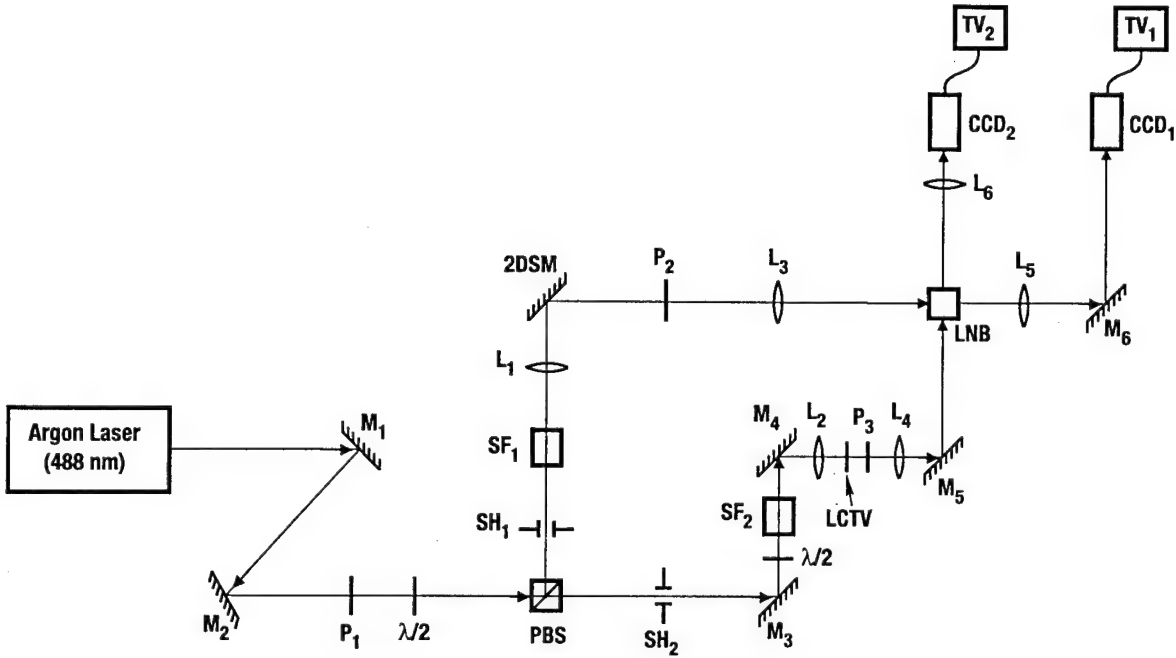 TV₂
TV₁
CCD₂
CCD₁
L₆
2DSM
P₂
L₃
L₅
LNB
M₆
L₁
Argon Laser
(488 nm)
M₁
SF₁
M₄
L₂
P₃
L₄
M₅
LCTV
SH₁
SF₂
λ/2
M₂
P₁
λ/2
PBS
SH₂
M₃